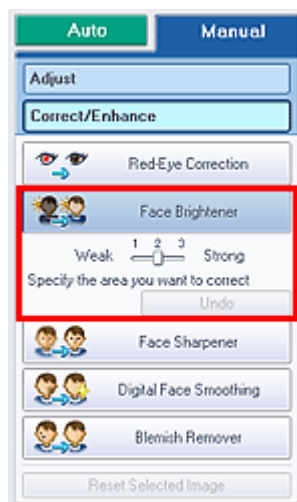 Auto Manual
Adjust
Correct/Enhance
Red-Eye Correction
Face Brightener
1 2 3
Weak Strong
Specify the area you want to correct
Undo
Face Sharpener
Digital Face Smoothing
Blemish Remover
Reset Selected Image